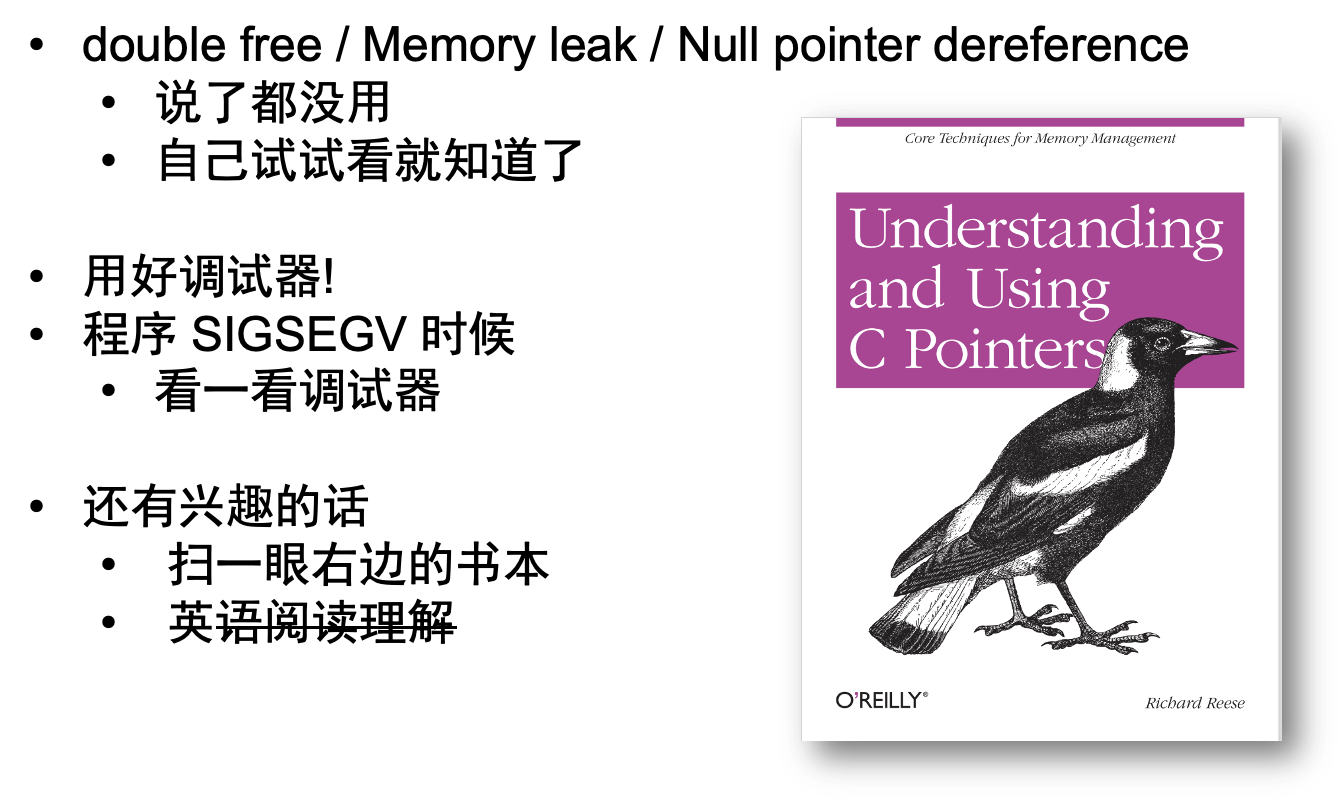 • double free / Memory leak / Null pointer dereference
• 说了都没用
• 自己试试看就知道了
• 用好调试器!
• 程序 SIGSEGV 时候
• 看一看调试器
• 还有兴趣的话
• 扫一眼右边的书本
• 英语阅读理解
Core Techniques for Memory Management
Understanding
and Using
C Pointers
O'REILLY®
Richard Reese